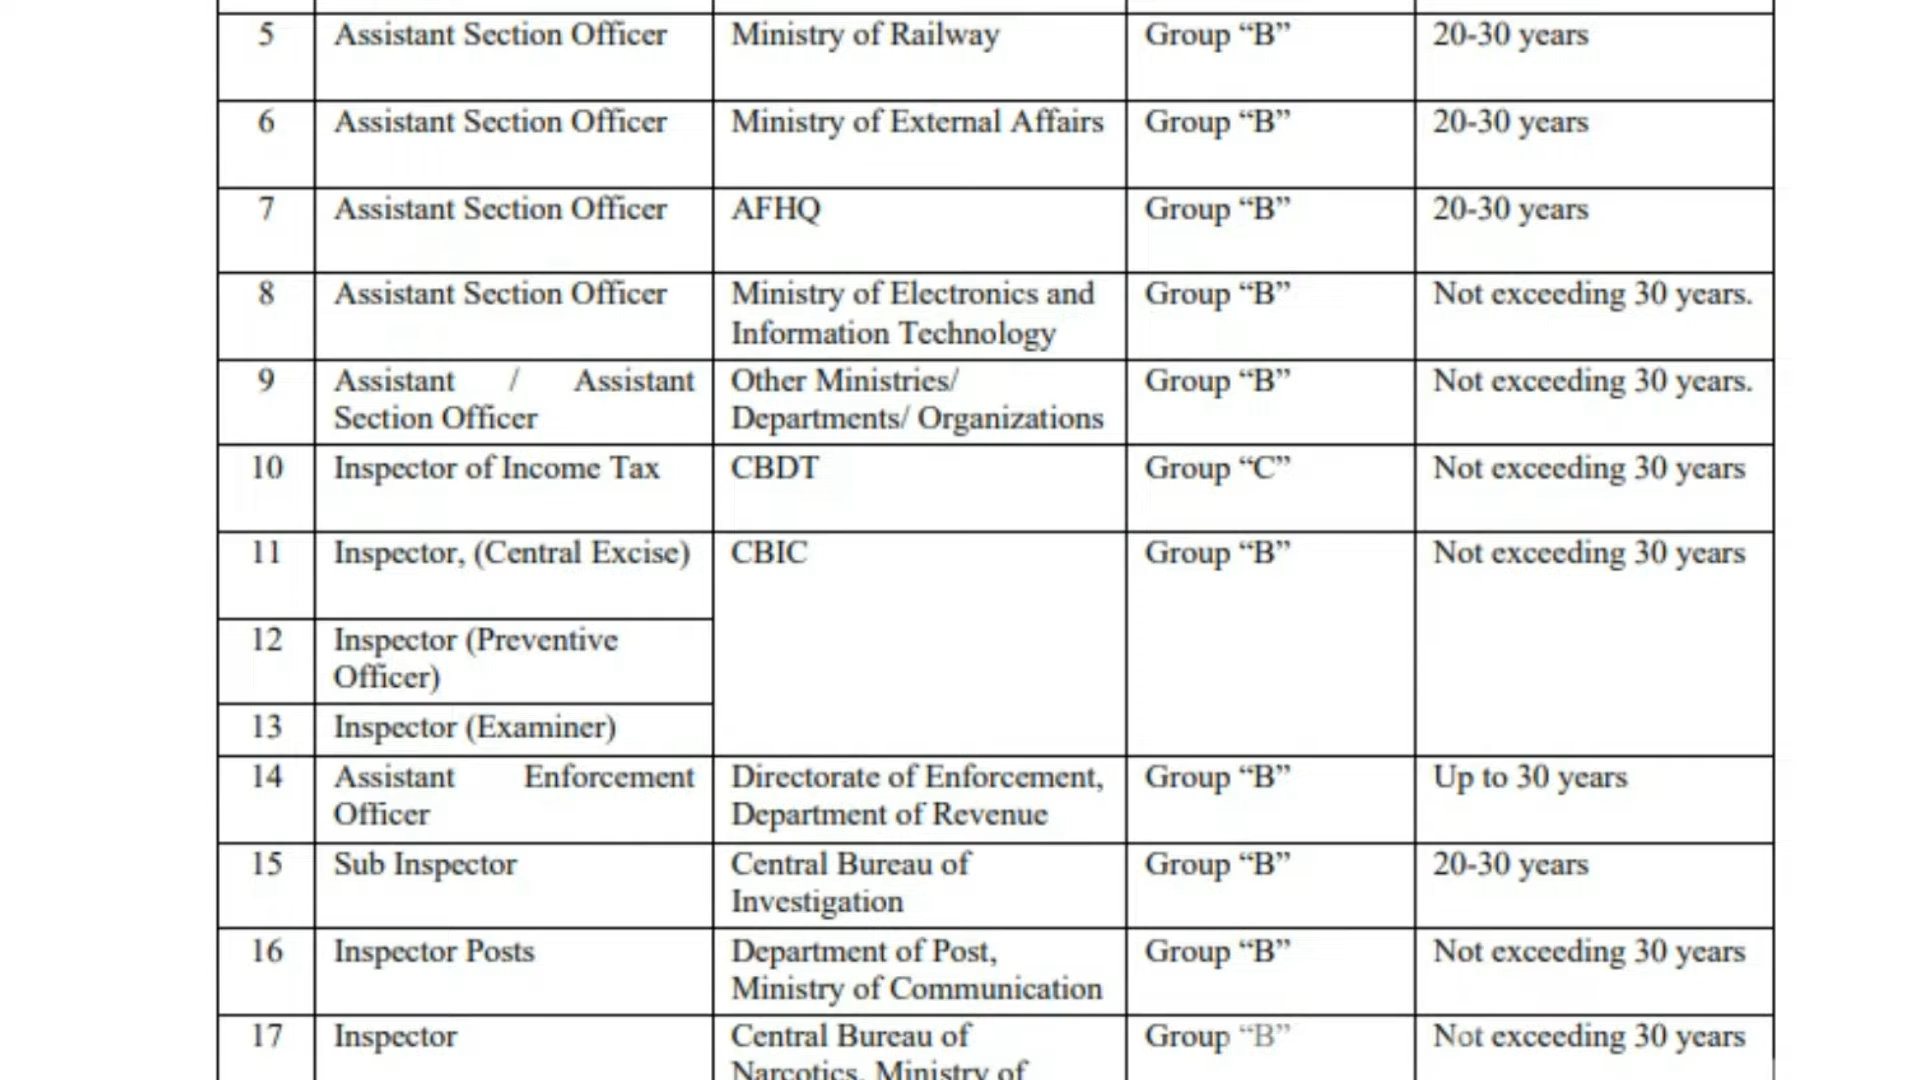 5 Assistant Section Officer Ministry of Railway Group “B” 20-30 years
6 Assistant Section Officer Ministry of External Affairs Group “B” 20-30 years
7 Assistant Section Officer AFHQ Group “B” 20-30 years
8 Assistant Section Officer Ministry of Electronics and Group “B” Not exceeding 30 years.
Information Technology
9 Assistant / Assistant Other Ministries/ Group “B” Not exceeding 30 years.
Section Officer Departments/ Organizations
10 Inspector of Income Tax CBDT Group “C” Not exceeding 30 years
11 Inspector, (Central Excise) CBIC Group “B” Not exceeding 30 years
12 Inspector (Preventive
Officer)
13 Inspector (Examiner)
14 Assistant Enforcement Directorate of Enforcement, Group “B” Up to 30 years
Officer Department of Revenue
15 Sub Inspector Central Bureau of Group “B” 20-30 years
Investigation
16 Inspector Posts Department of Post, Group “B” Not exceeding 30 years
Ministry of Communication
17 Inspector Central Bureau of Group “B” Not exceeding 30 years
Narcotics, Ministry of